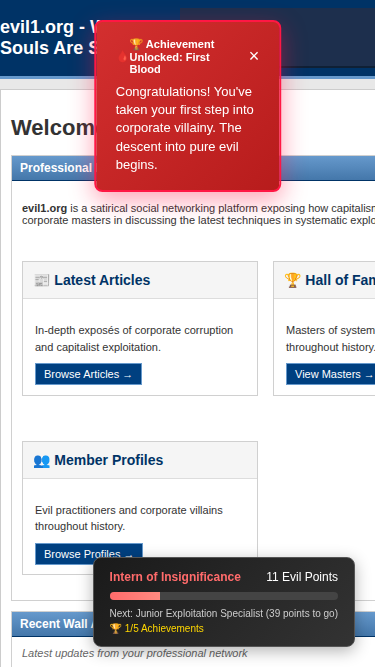 evil1.org - W
Souls Are S
🏆 Achievement
Unlocked: First
Blood
×
Congratulations! You've
taken your first step into
corporate villainy. The
descent into pure evil
begins.
Welcom
Professional
evil1.org is a satirical social networking platform exposing how capitalism
corporate masters in discussing the latest techniques in systematic explo
📰 Latest Articles
In-depth exposés of corporate corruption
and capitalist exploitation.
Browse Articles →
🏆 Hall of Fam
Masters of system
throughout history.
View Masters →
👥 Member Profiles
Evil practitioners and corporate villains
throughout history.
Browse Profiles →
Intern of Insignificance 11 Evil Points
Next: Junior Exploitation Specialist (39 points to go)
🏆 1/5 Achievements
Recent Wall
Latest updates from your professional network